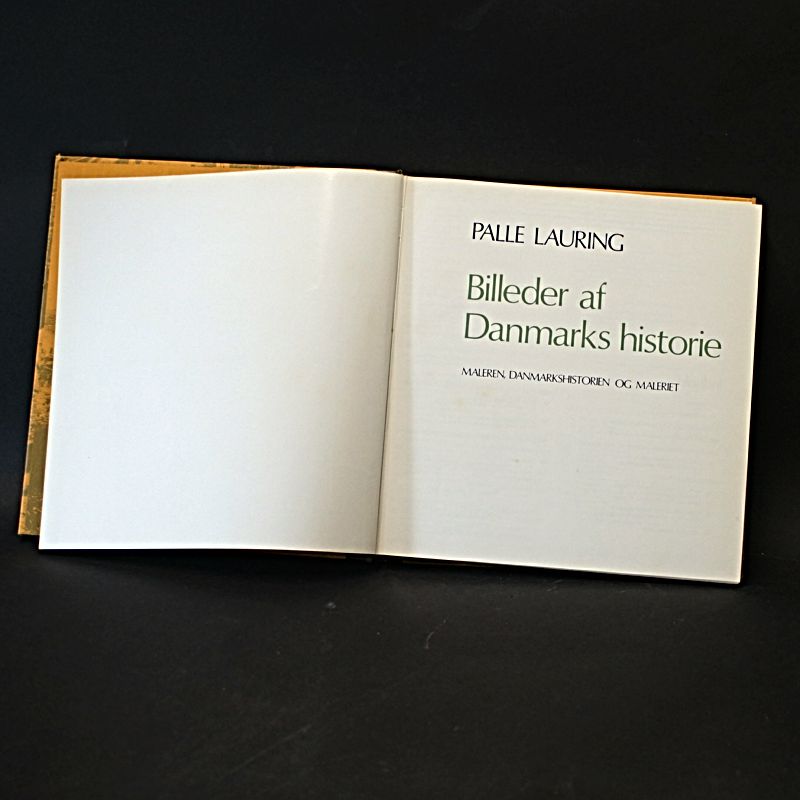 PALLE LAURING
Billeder af
Danmarks historie
MALEREN, DANMARKSHISTORIEN OG MALERIET